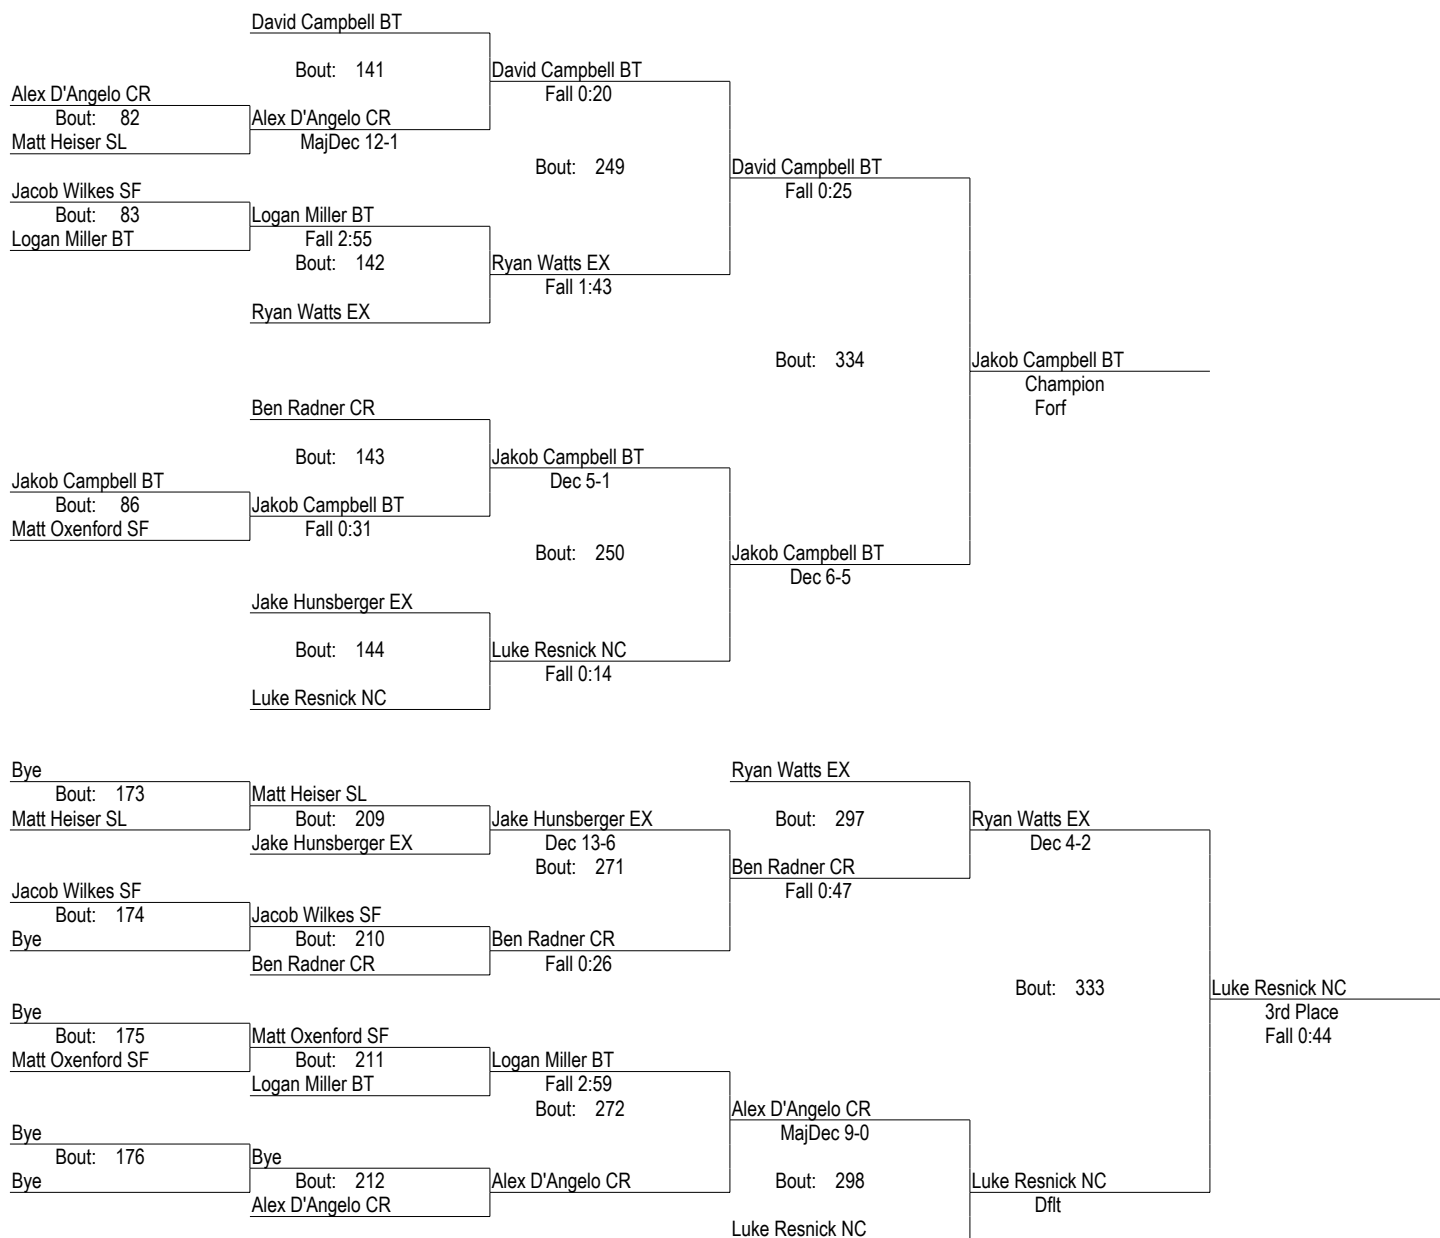 David Campbell BT
Bout: 141
David Campbell BT
Fall 0:20
Alex D'Angelo CR
Bout: 82
Alex D'Angelo CR
Matt Heiser SL
MajDec 12-1
Bout: 249
David Campbell BT
Fall 0:25
Jacob Wilkes SF
Bout: 83
Logan Miller BT
Logan Miller BT
Fall 2:55
Bout: 142
Ryan Watts EX
Fall 1:43
Ryan Watts EX
Bout: 334
Jakob Campbell BT
Champion
Forf
Ben Radner CR
Bout: 143
Jakob Campbell BT
Dec 5-1
Jakob Campbell BT
Bout: 86
Jakob Campbell BT
Matt Oxenford SF
Fall 0:31
Bout: 250
Jakob Campbell BT
Dec 6-5
Jake Hunsberger EX
Bout: 144
Luke Resnick NC
Fall 0:14
Luke Resnick NC
Bye
Bout: 173
Matt Heiser SL
Matt Heiser SL
Bout: 209
Jake Hunsberger EX
Jake Hunsberger EX
Dec 13-6
Bout: 271
Ryan Watts EX
Bout: 297
Ryan Watts EX
Dec 4-2
Ben Radner CR
Fall 0:47
Jacob Wilkes SF
Bout: 174
Jacob Wilkes SF
Bye
Bout: 210
Ben Radner CR
Ben Radner CR
Fall 0:26
Bout: 333
Luke Resnick NC
3rd Place
Fall 0:44
Bye
Bout: 175
Matt Oxenford SF
Matt Oxenford SF
Bout: 211
Logan Miller BT
Logan Miller BT
Fall 2:59
Bout: 272
Alex D'Angelo CR
MajDec 9-0
Bye
Bout: 176
Bye
Bye
Bout: 212
Alex D'Angelo CR
Alex D'Angelo CR
Bout: 298
Luke Resnick NC
Dflt
Luke Resnick NC